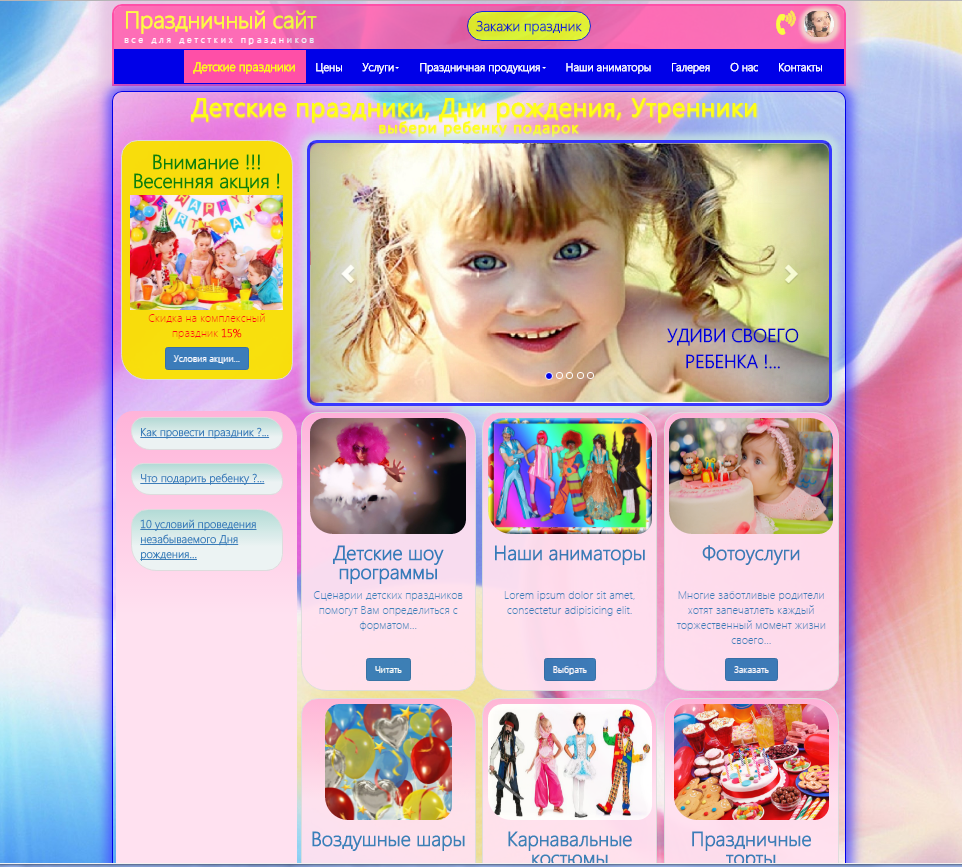 Праздничный сайт
все для детстких праздников
Закажи праздник
Детские праздники Цены Услуги Праздничная продукция Наши аниматоры Галерея О нас Контакты
Детские праздники, Дни рождения, Утренники
выбери ребенку подарок
Внимание !!!
Весенняя акция !
HAPPY
BIRTHDAY
Скидка на комплексный
праздник 15%
Условия акции...
УДИВИ СВОЕГО
РЕБЕНКА !...
Как провести праздник ?...
Что подарить ребенку ?...
10 условий проведения
незабываемого Дня
рождения...
Детские шоу
программы
Сценарии детских праздников
помогут Вам определиться с
форматом...
Читать
Наши аниматоры
Lorem ipsum dolor sit amet,
consectetur adipisicing elit.
Выбрать
Фотоуслуги
Многие заботливые родители
хотят запечатлеть каждый
торжественный момент жизни
своего...
Заказать
Воздушные шары
Карнавальные
костюмы
Праздничные
торты